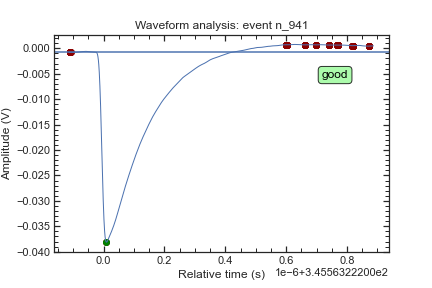 Waveform analysis: event n_941
0.000
−0.005
−0.010
−0.015
−0.020
−0.025
−0.030
−0.035
−0.040
Amplitude (V)
good
0.0 0.2 0.4 0.6 0.8
Relative time (s)
1e−6+3.4556322200e2